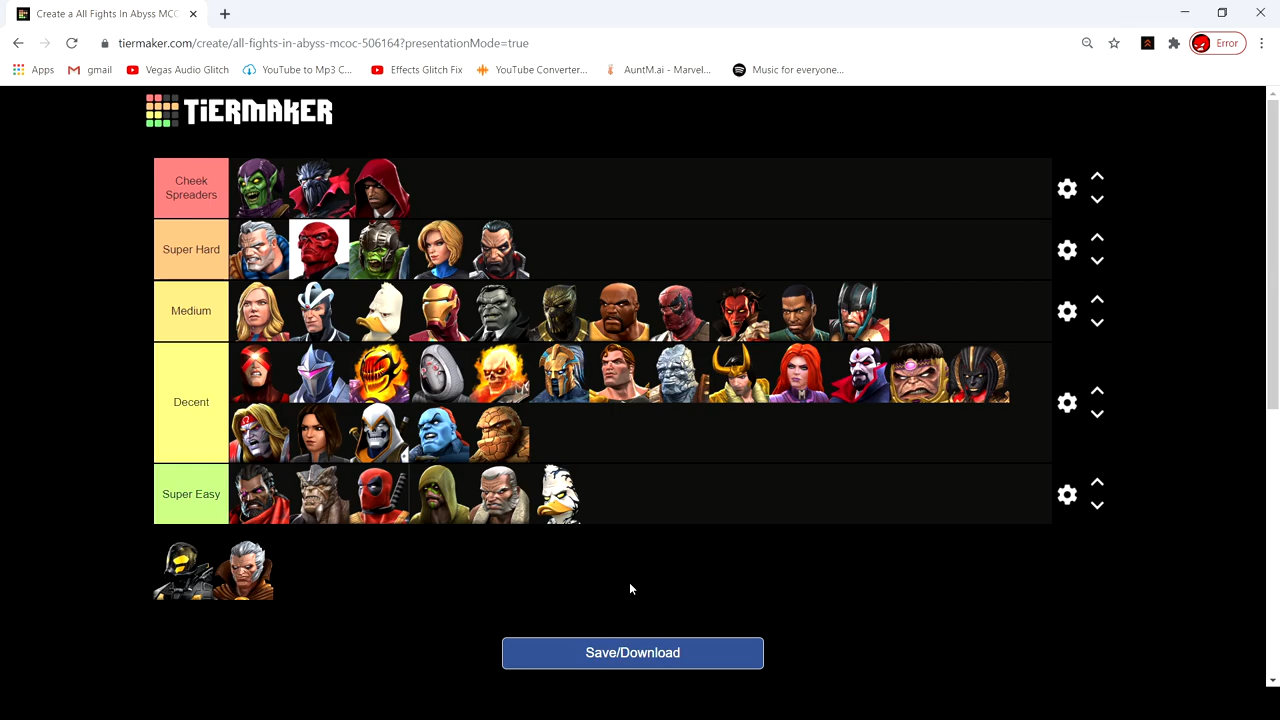 Create a All Fights In Abyss MCC
tiermaker.com/create/all-fights-in-abyss-mcoc-506164?presentationMode=true
Error
Apps
gmail
Vegas Audio Glitch
YouTube to Mp3 C...
Effects Glitch Fix
YouTube Converter...
AuntM.ai - Marvel...
Music for everyone...
TiERMAKER
Cheek
Spreaders
Super Hard
Medium
Decent
Super Easy
Save/Download